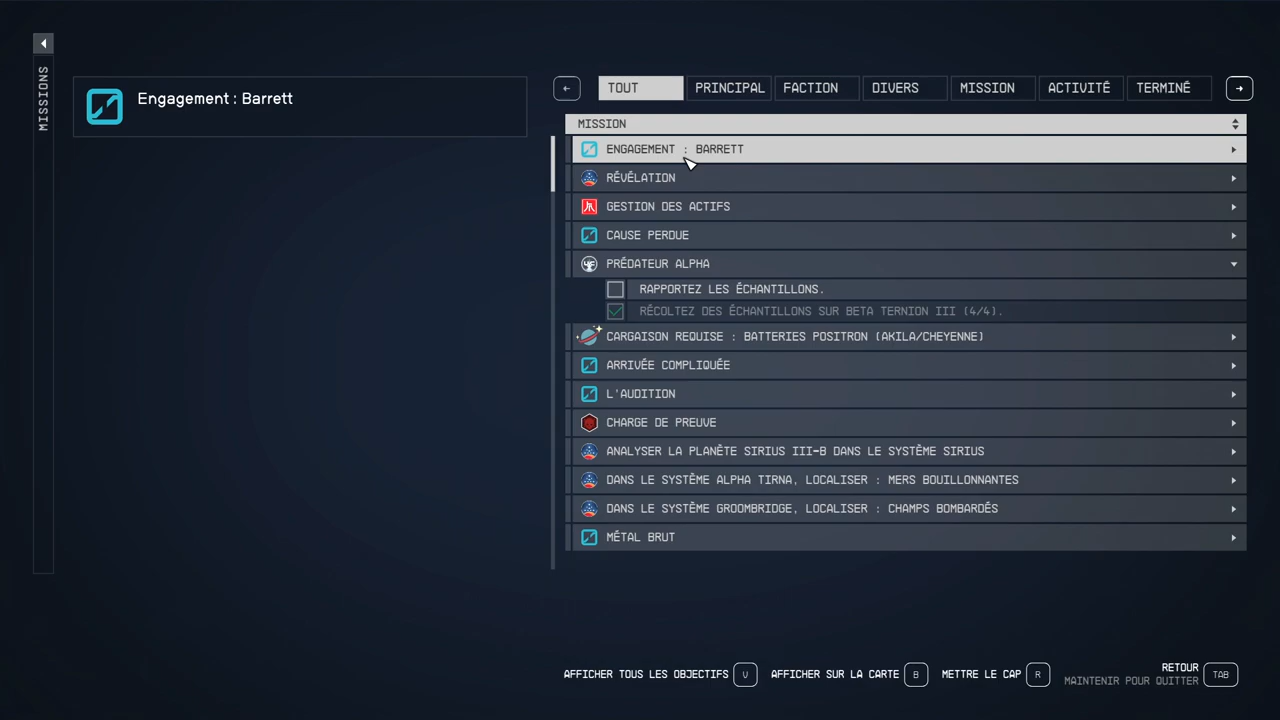 MISSIONS
Engagement : Barrett
TOUT
PRINCIPAL
FACTION
DIVERS
MISSION
ACTIVITÉ
TERMINÉ
MISSION
ENGAGEMENT : BARRETT
RÉVÉLATION
GESTION DES ACTIFS
CAUSE PERDUE
PRÉDATEUR ALPHA
RAPPORTEZ LES ÉCHANTILLONS.
RÉCOLTEZ DES ÉCHANTILLONS SUR BETA TERNION III (4/4).
CARGAISON REQUISE : BATTERIES POSITRON (AKILA/CHEYENNE)
ARRIVÉE COMPLIQUÉE
L'AUDITION
CHARGE DE PREUVE
ANALYSER LA PLANÈTE SIRIUS III-B DANS LE SYSTÈME SIRIUS
DANS LE SYSTÈME ALPHA TIRNA, LOCALISER : MERS BOUILLONNANTES
DANS LE SYSTÈME GROOMBRIDGE, LOCALISER : CHAMPS BOMBARDÉS
MÉTAL BRUT
AFFICHER TOUS LES OBJECTIFS V
AFFICHER SUR LA CARTE B
METTRE LE CAP R
RETOUR
MAINTENIR POUR QUITTER TAB